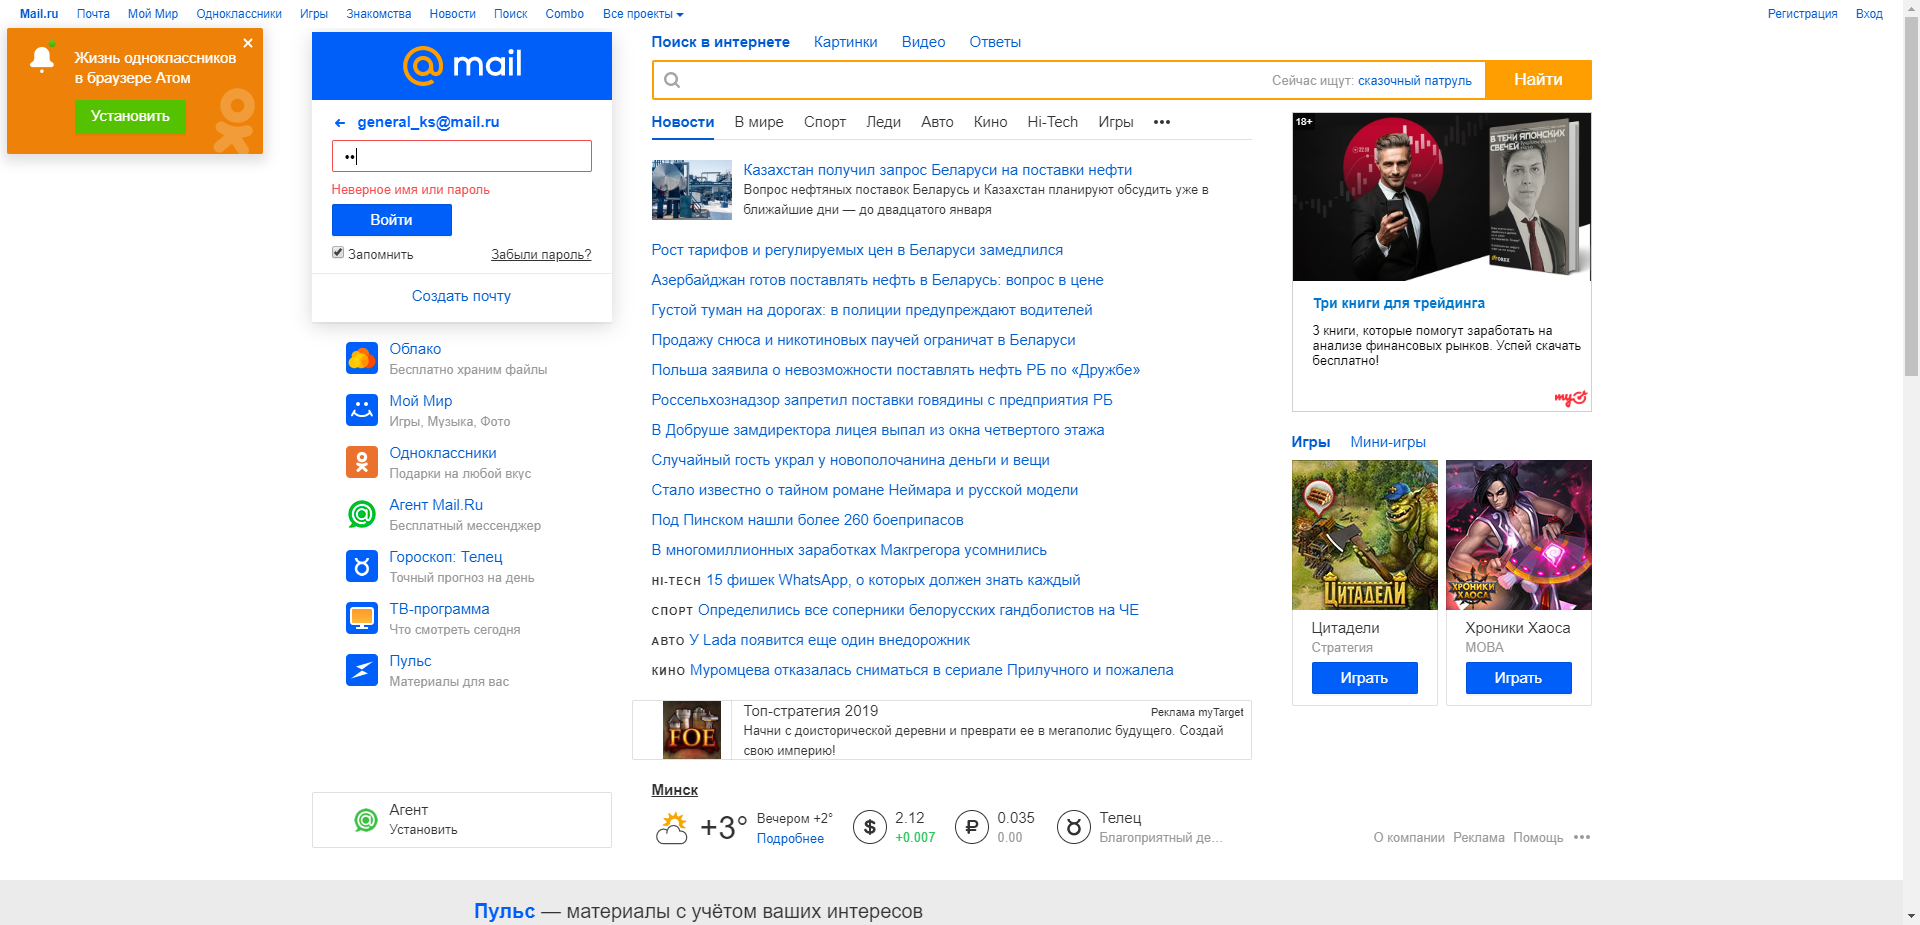 Mail.ru Почта Мой Мир Одноклассники Игры Знакомства Новости Поиск Combo Все проекты Регистрация Вход
Жизнь одноклассников
в браузере Атом
Установить
mail
general_ks@mail.ru
Неверное имя или пароль
Войти
Запомнить Забыли пароль?
Создать почту
Облако
Бесплатно храним файлы
Мой Мир
Игры, Музыка, Фото
Одноклассники
Подарки на любой вкус
Агент Mail.Ru
Бесплатный мессенджер
Гороскоп: Телец
Точный прогноз на день
ТВ-программа
Что смотреть сегодня
Пульс
Материалы для вас
Агент
Установить
Поиск в интернете Картинки Видео Ответы
Сейчас ищут: сказочный патруль Найти
Новости В мире Спорт Леди Авто Кино Hi-Tech Игры •••
Казахстан получил запрос Беларуси на поставки нефти
Вопрос нефтяных поставок Беларусь и Казахстан планируют обсудить уже в
ближайшие дни — до двадцатого января
Рост тарифов и регулируемых цен в Беларуси замедлился
Азербайджан готов поставлять нефть в Беларусь: вопрос в цене
Густой туман на дорогах: в полиции предупреждают водителей
Продажу снюса и никотиновых паучей ограничат в Беларуси
Польша заявила о невозможности поставлять нефть РБ по «Дружбе»
Россельхознадзор запретил поставки говядины с предприятия РБ
В Добруше замдиректора лицея выпал из окна четвертого этажа
Случайный гость украл у новополочанина деньги и вещи
Стало известно о тайном романе Неймара и русской модели
Под Пинском нашли более 260 боеприпасов
В многомиллионных заработках Макгрегора усомнились
HI-TECH 15 фишек WhatsApp, о которых должен знать каждый
СПОРТ Определились все соперники белорусских гандболистов на ЧЕ
АВТО У Lada появится еще один внедорожник
КИНО Муромцева отказалась сниматься в сериале Прилучного и пожалела
FOE
Топ-стратегия 2019 Реклама myTarget
Начни с доисторической деревни и преврати ее в мегаполис будущего. Создай
свою империю!
Минск
+3° Вечером +2° Подробнее
$ 2.12 +0.007
₽ 0.035 0.00
Телец Благоприятный де...
18+
В ТЕНИ ЯПОНСКИХ
СВЕЧЕЙ
Три книги для трейдинга
3 книги, которые помогут заработать на
анализе финансовых рынков. Успей скачать
бесплатно!
Игры Мини-игры
ЦИТАДЕЛИ
ХРОНИКИ
ХАОСА
Цитадели Хроники Хаоса
Стратегия MOBA
Играть Играть
О компании Реклама Помощь •••
Пульс — материалы с учётом ваших интересов